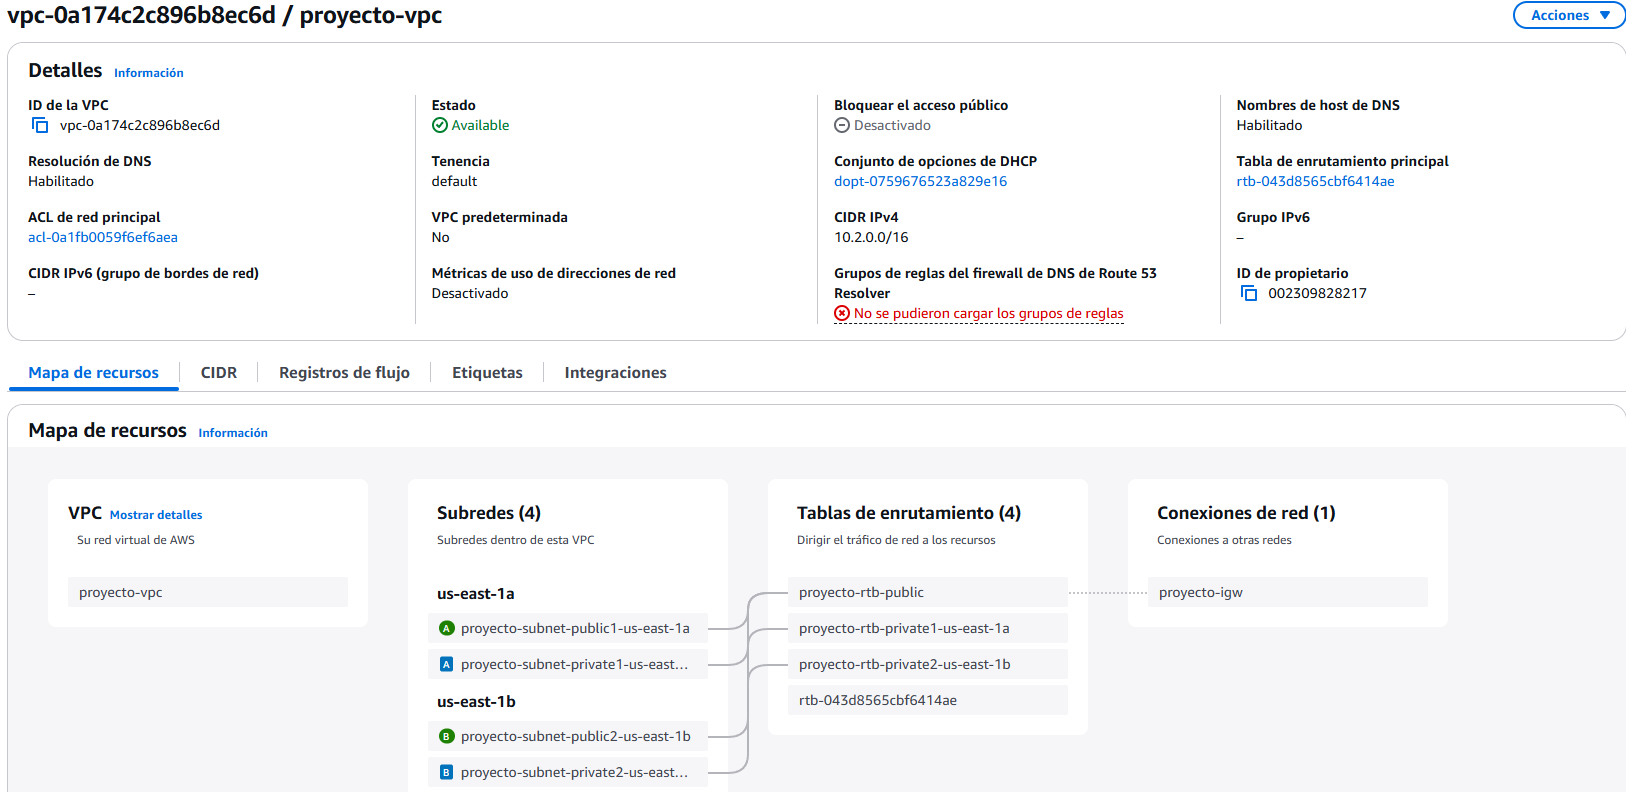 vpc-0a174c2c896b8ec6d / proyecto-vpc
Acciones
Detalles Información
ID de la VPC
vpc-0a174c2c896b8ec6d
Estado
Available
Bloquear el acceso público
Desactivado
Nombres de host de DNS
Habilitado
Resolución de DNS
Habilitado
Tenencia
default
Conjunto de opciones de DHCP
dopt-0759676523a829e16
Tabla de enrutamiento principal
rtb-043d8565cbf6414ae
ACL de red principal
acl-0a1fb0059f6ef6aea
VPC predeterminada
No
CIDR IPv4
10.2.0.0/16
Grupo IPv6
–
CIDR IPv6 (grupo de bordes de red)
–
Métricas de uso de direcciones de red
Desactivado
Grupos de reglas del firewall de DNS de Route 53
Resolver
No se pudieron cargar los grupos de reglas
ID de propietario
002309828217
Mapa de recursos
CIDR
Registros de flujo
Etiquetas
Integraciones
Mapa de recursos Información
VPC Mostrar detalles
Su red virtual de AWS
proyecto-vpc
Subredes (4)
Subredes dentro de esta VPC
us-east-1a
A proyecto-subnet-public1-us-east-1a
A proyecto-subnet-private1-us-east...
us-east-1b
B proyecto-subnet-public2-us-east-1b
B proyecto-subnet-private2-us-east...
Tablas de enrutamiento (4)
Dirigir el tráfico de red a los recursos
proyecto-rtb-public
proyecto-rtb-private1-us-east-1a
proyecto-rtb-private2-us-east-1b
rtb-043d8565cbf6414ae
Conexiones de red (1)
Conexiones a otras redes
proyecto-igw